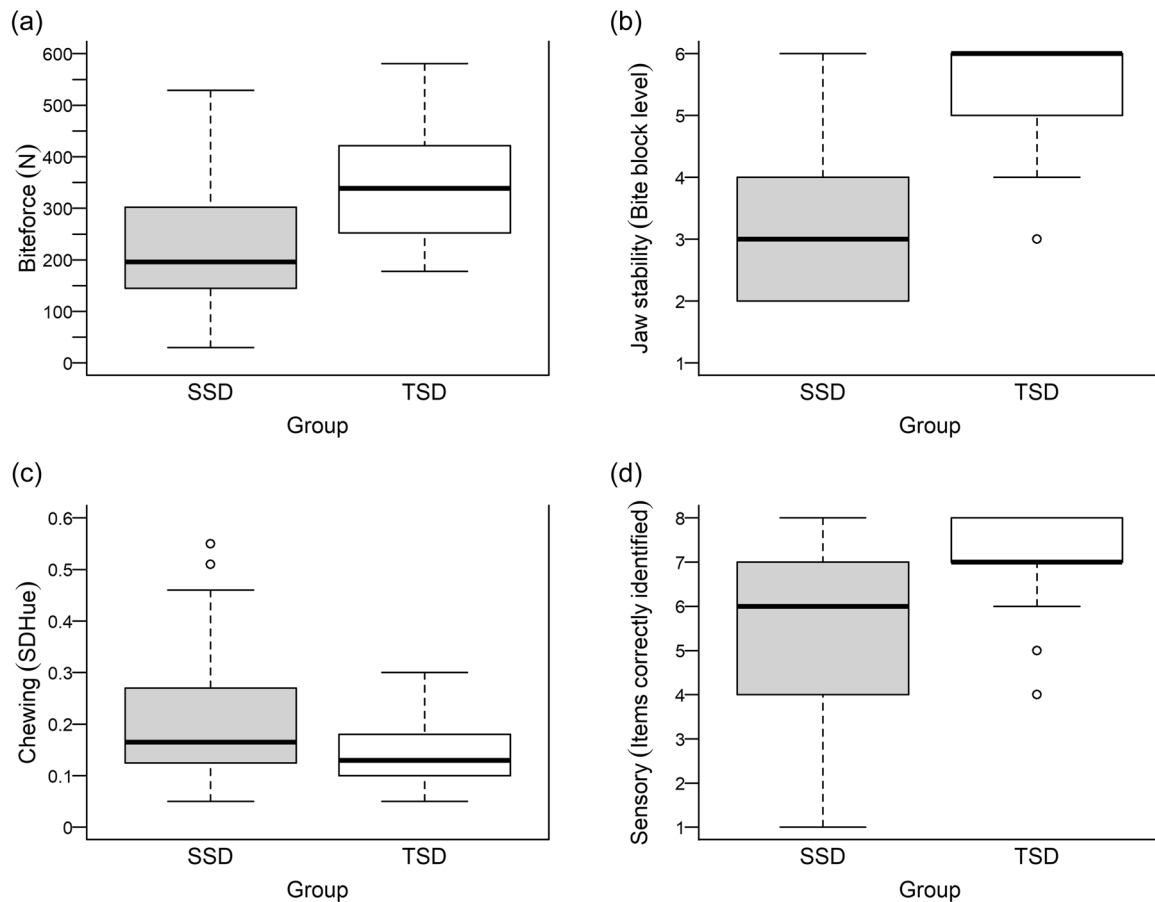 (a)
Biteforce (N)
600
500
400
300
200
100
0
SSD TSD
Group
(b)
Jaw stability (Bite block level)
6
5
4
3
2
1
SSD TSD
Group
(c)
Chewing (SDHue)
0.6
0.5
0.4
0.3
0.2
0.1
0
SSD TSD
Group
(d)
Sensory (Items correctly identified)
8
7
6
5
4
3
2
1
SSD TSD
Group